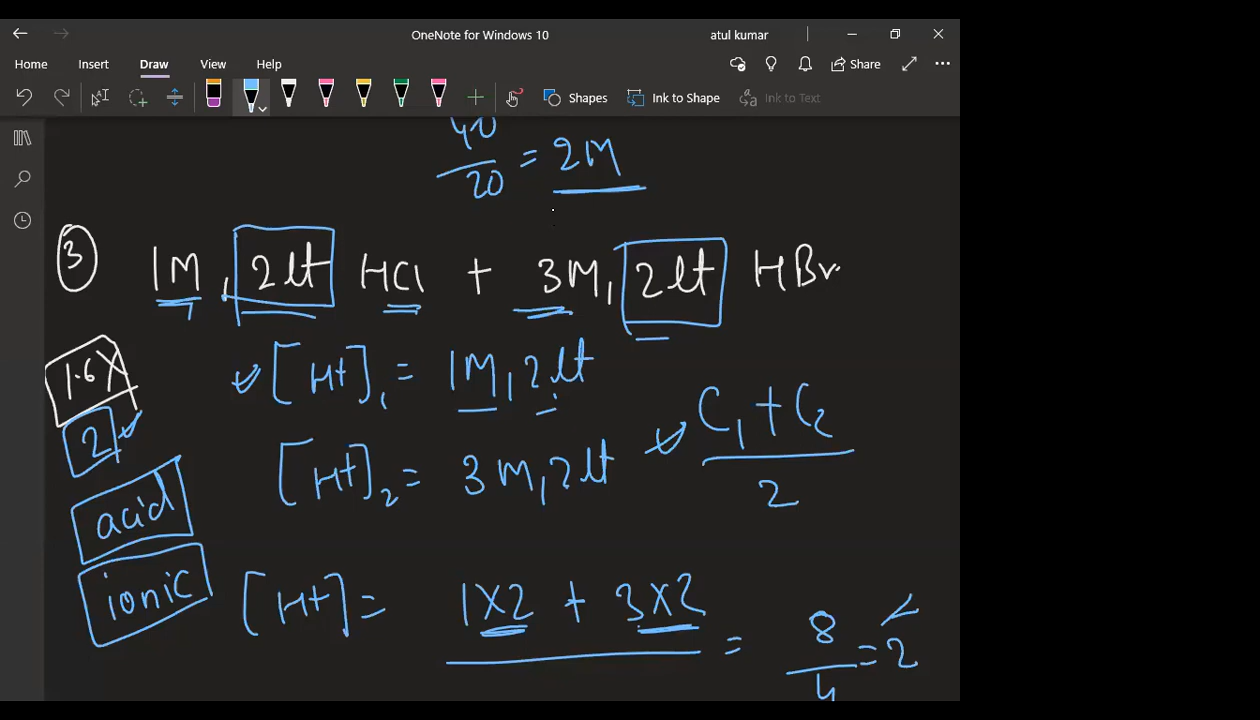 OneNote for Windows 10
atul kumar
Home Insert Draw View Help
Share
Shapes
Ink to Shape
Ink to Text
40
20
= 2M
3
1M, 2lt HCl + 3M, 2lt HBr
1.6X
[H+]1 = 1M, 2lt
2
C1 + C2
2
[H+]2 = 3M, 2lt
acid
ionic
[H+] = 1X2 + 3X2 = 8
4
= 2